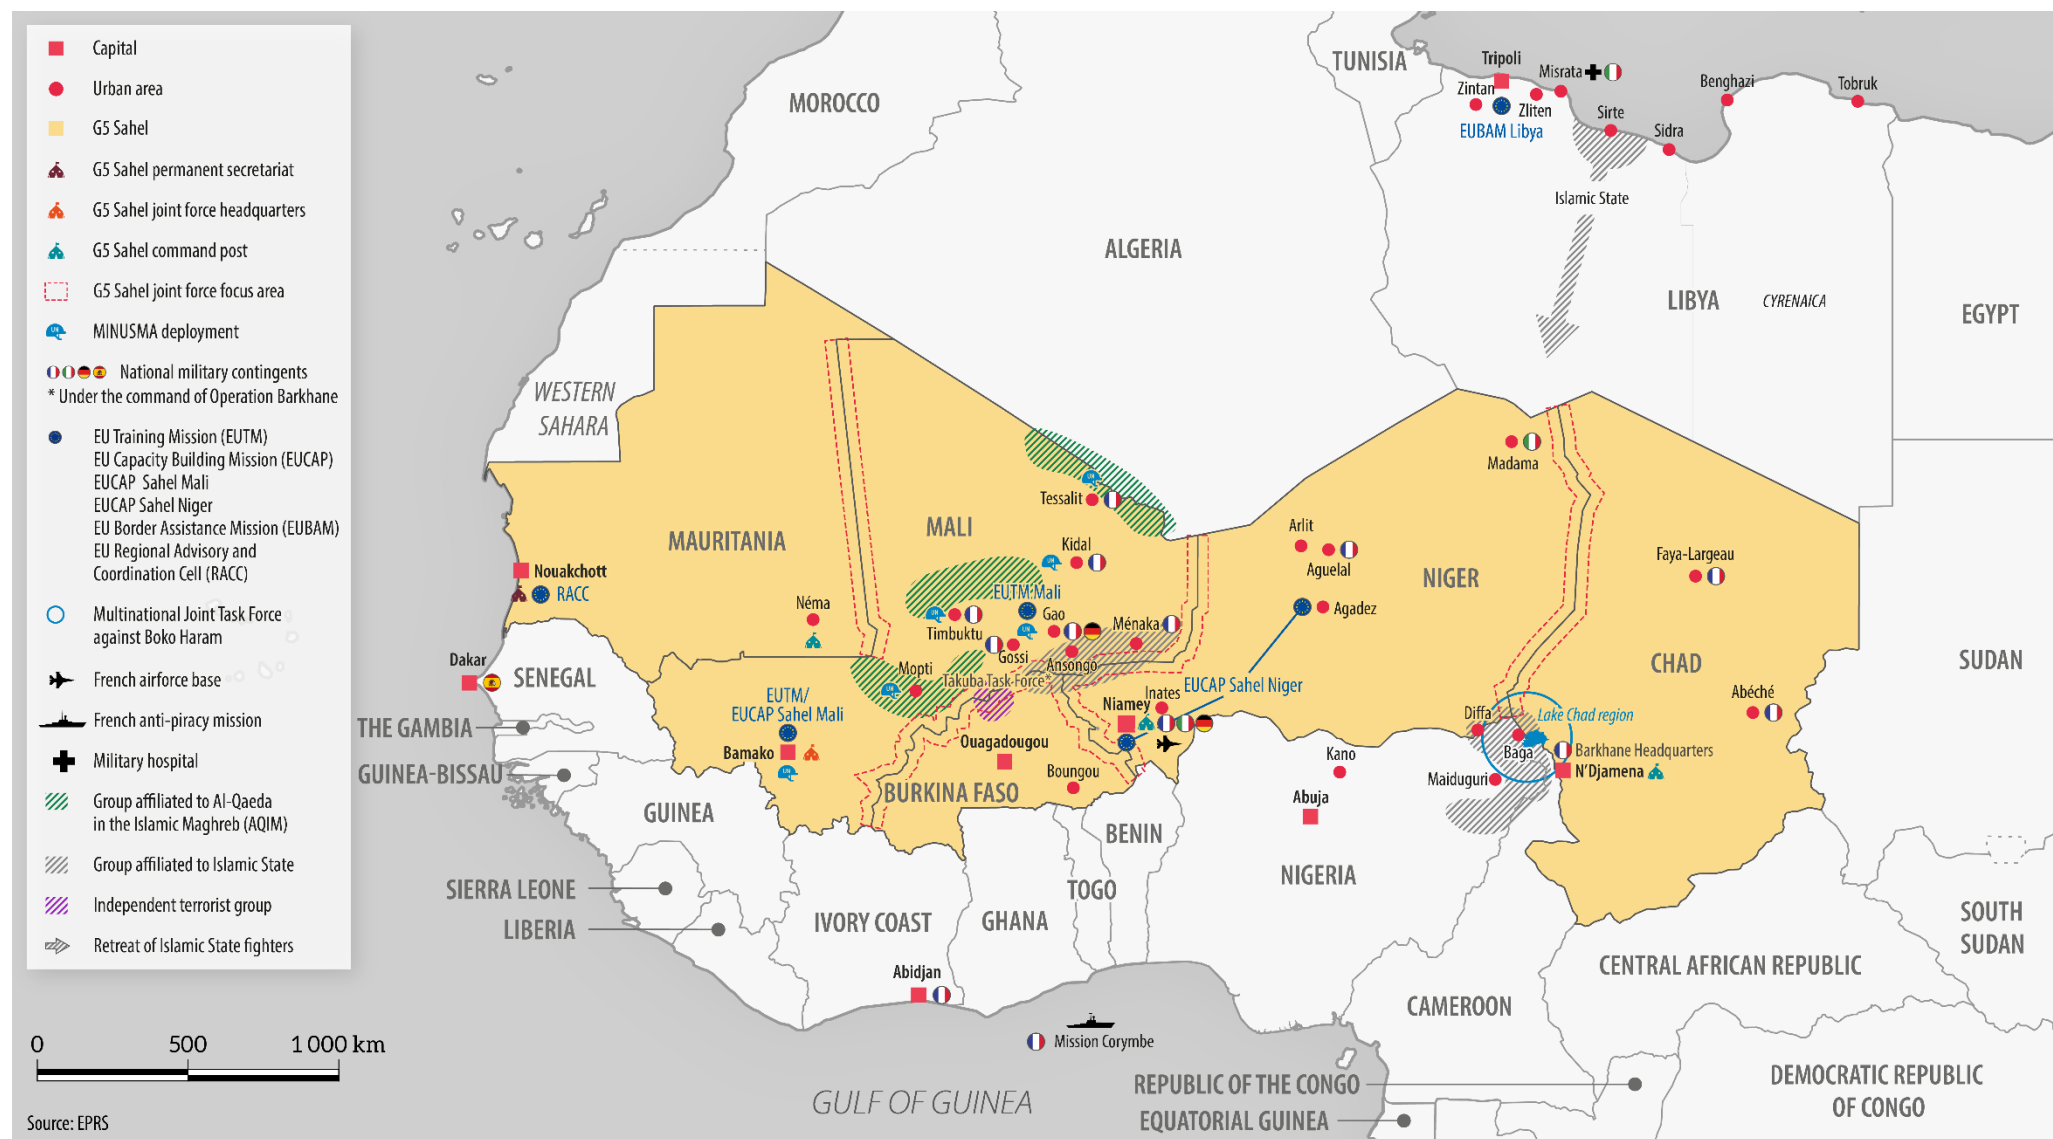 Capital
Urban area
G5 Sahel
G5 Sahel permanent secretariat
G5 Sahel joint force headquarters
G5 Sahel command post
G5 Sahel joint force focus area
UN
MINUSMA deployment
National military contingents
* Under the command of Operation Barkhane
EU Training Mission (EUTM)
EU Capacity Building Mission (EUCAP)
EUCAP Sahel Mali
EUCAP Sahel Niger
EU Border Assistance Mission (EUBAM)
EU Regional Advisory and
Coordination Cell (RACC)
Multinational Joint Task Force
against Boko Haram
French airforce base
French anti-piracy mission
Military hospital
Group affiliated to Al-Qaeda
in the Islamic Maghreb (AQIM)
Group affiliated to Islamic State
Independent terrorist group
Retreat of Islamic State fighters
0 500 1 000 km
Source: EPRS
MOROCCO
TUNISIA
Tripoli
Misrata
Zintan
Zliten
EUBAM Libya
Sirte
Sidra
Benghazi
Tobruk
Islamic State
ALGERIA
LIBYA
CYRENAICA
EGYPT
WESTERN
SAHARA
Madama
UN
Tessalit
MAURITANIA
MALI
Kidal
UN
Arlit
Aguelal
NIGER
Faya-Largeau
Nouakchott
RACC
Néma
EUTM Mali
UN
Timbuktu
Gao
UN
Ménaka
Agadez
Gossi
Ansongo
Dakar
SENEGAL
Mopti
UN
Takuba Task Force*
EUCAP Sahel Niger
Inates
Niamey
CHAD
SUDAN
Abéché
EUTM/
EUCAP Sahel Mali
Diffa
Lake Chad region
THE GAMBIA
Bamako
UN
Ouagadougou
Baga
Barkhane Headquarters
N'Djamena
GUINEA-BISSAU
Boungou
Kano
Maiduguri
BURKINA FASO
GUINEA
Abuja
BENIN
SIERRA LEONE
TOGO
NIGERIA
LIBERIA
IVORY COAST
GHANA
SOUTH
SUDAN
Abidjan
CENTRAL AFRICAN REPUBLIC
CAMEROON
Mission Corymbe
GULF OF GUINEA
REPUBLIC OF THE CONGO
EQUATORIAL GUINEA
DEMOCRATIC REPUBLIC
OF CONGO